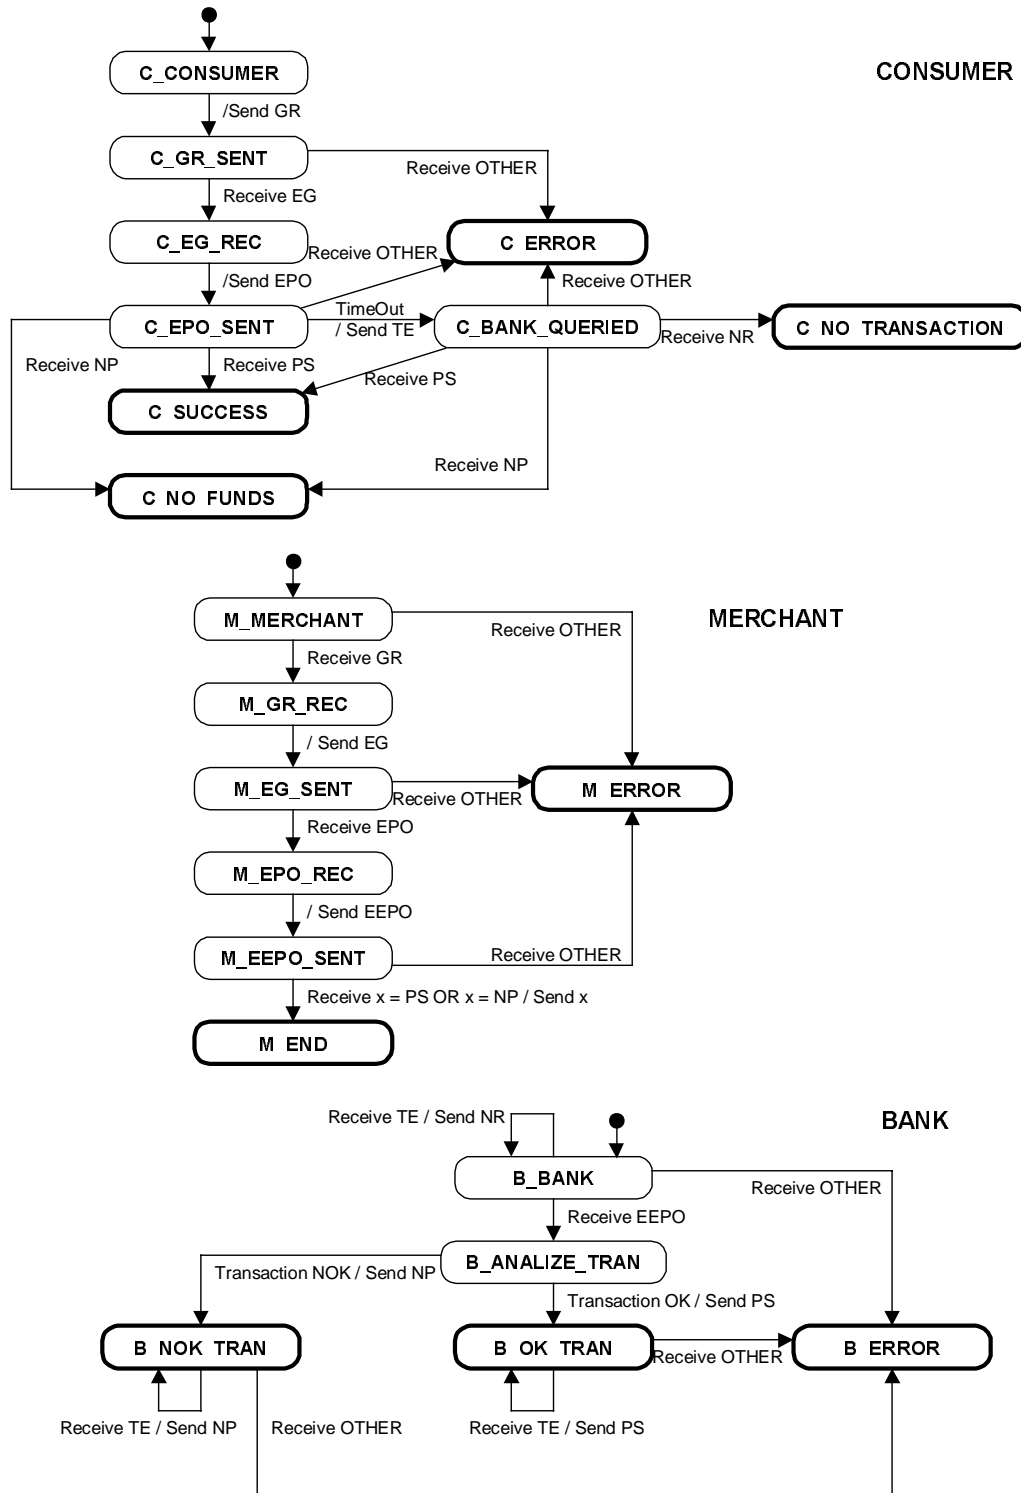 C_CONSUMER
CONSUMER
/Send GR
C_GR_SENT
Receive OTHER
Receive EG
C_EG_REC
Receive OTHER
C ERROR
/Send EPO
Receive OTHER
TimeOut
/ Send TE
C_EPO_SENT
C_BANK_QUERIED
C NO TRANSACTION
Receive NR
Receive NP
Receive PS
Receive PS
C SUCCESS
Receive NP
C NO FUNDS
M_MERCHANT
MERCHANT
Receive OTHER
Receive GR
M_GR_REC
/ Send EG
M_EG_SENT
M ERROR
Receive OTHER
Receive EPO
M_EPO_REC
/ Send EEPO
M_EEPO_SENT
Receive OTHER
Receive x = PS OR x = NP / Send x
M END
Receive TE / Send NR
BANK
B_BANK
Receive OTHER
Receive EEPO
B_ANALIZE_TRAN
Transaction NOK / Send NP
Transaction OK / Send PS
B NOK TRAN
B OK TRAN
B ERROR
Receive OTHER
Receive TE / Send NP
Receive OTHER
Receive TE / Send PS